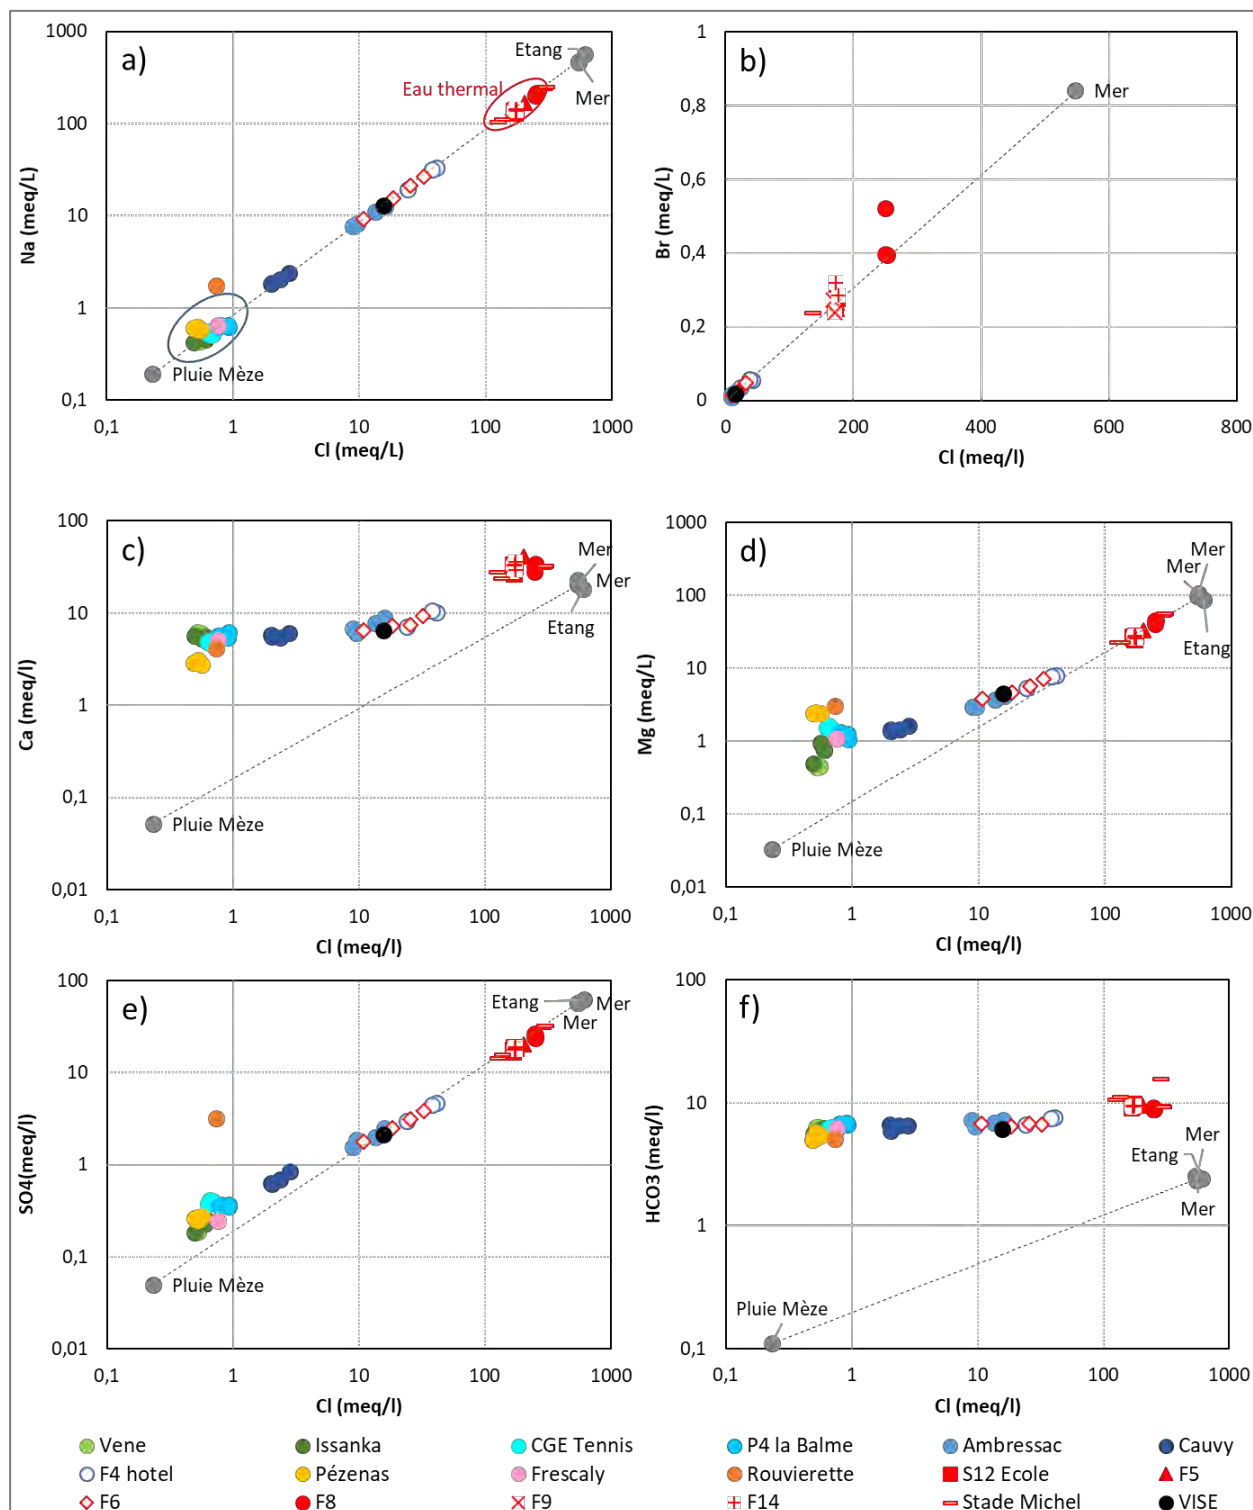 a)
1000
100
10
1
0,1
Na (meq/L)
Etang
Mer
Eau thermal
Pluie Mèze
0,1 1 10 100 1000
Cl (meq/L)
b)
1
0,8
0,6
0,4
0,2
0
Br (meq/L)
Mer
0 200 400 600 800
Cl (meq/l)
c)
100
10
1
0,1
0,01
Ca (meq/l)
Mer
Mer
Etang
Pluie Mèze
0,1 1 10 100 1000
Cl (meq/l)
d)
1000
100
10
1
0,1
0,01
Mg (meq/L)
Mer
Mer
Etang
Pluie Mèze
0,1 1 10 100 1000
Cl (meq/l)
e)
100
10
1
0,1
0,01
SO4(meq/l)
Etang
Mer
Mer
Pluie Mèze
0,1 1 10 100 1000
Cl (meq/l)
f)
100
10
1
0,1
HCO3 (meq/l)
Mer
Etang
Mer
Pluie Mèze
0,1 1 10 100 1000
Cl (meq/l)
Vene Issanka CGE Tennis P4 la Balme Ambressac Cauvy
F4 hotel Pézenas Frescaly Rouvierette S12 Ecole F5
F6 F8 F9 F14 Stade Michel VISE